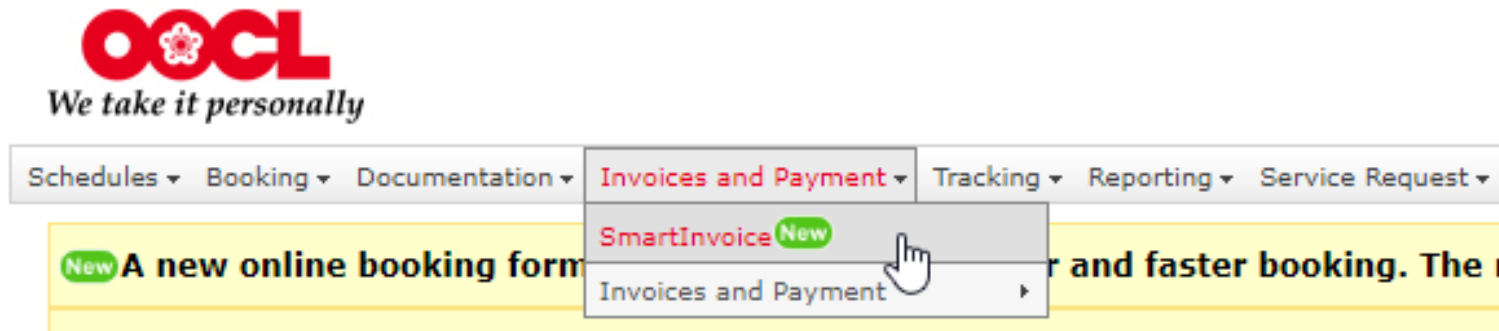 OOCL
We take it personally
Schedules Booking Documentation Invoices and Payment Tracking Reporting Service Request
SmartInvoice New
New A new online booking form r and faster booking. The
Invoices and Payment